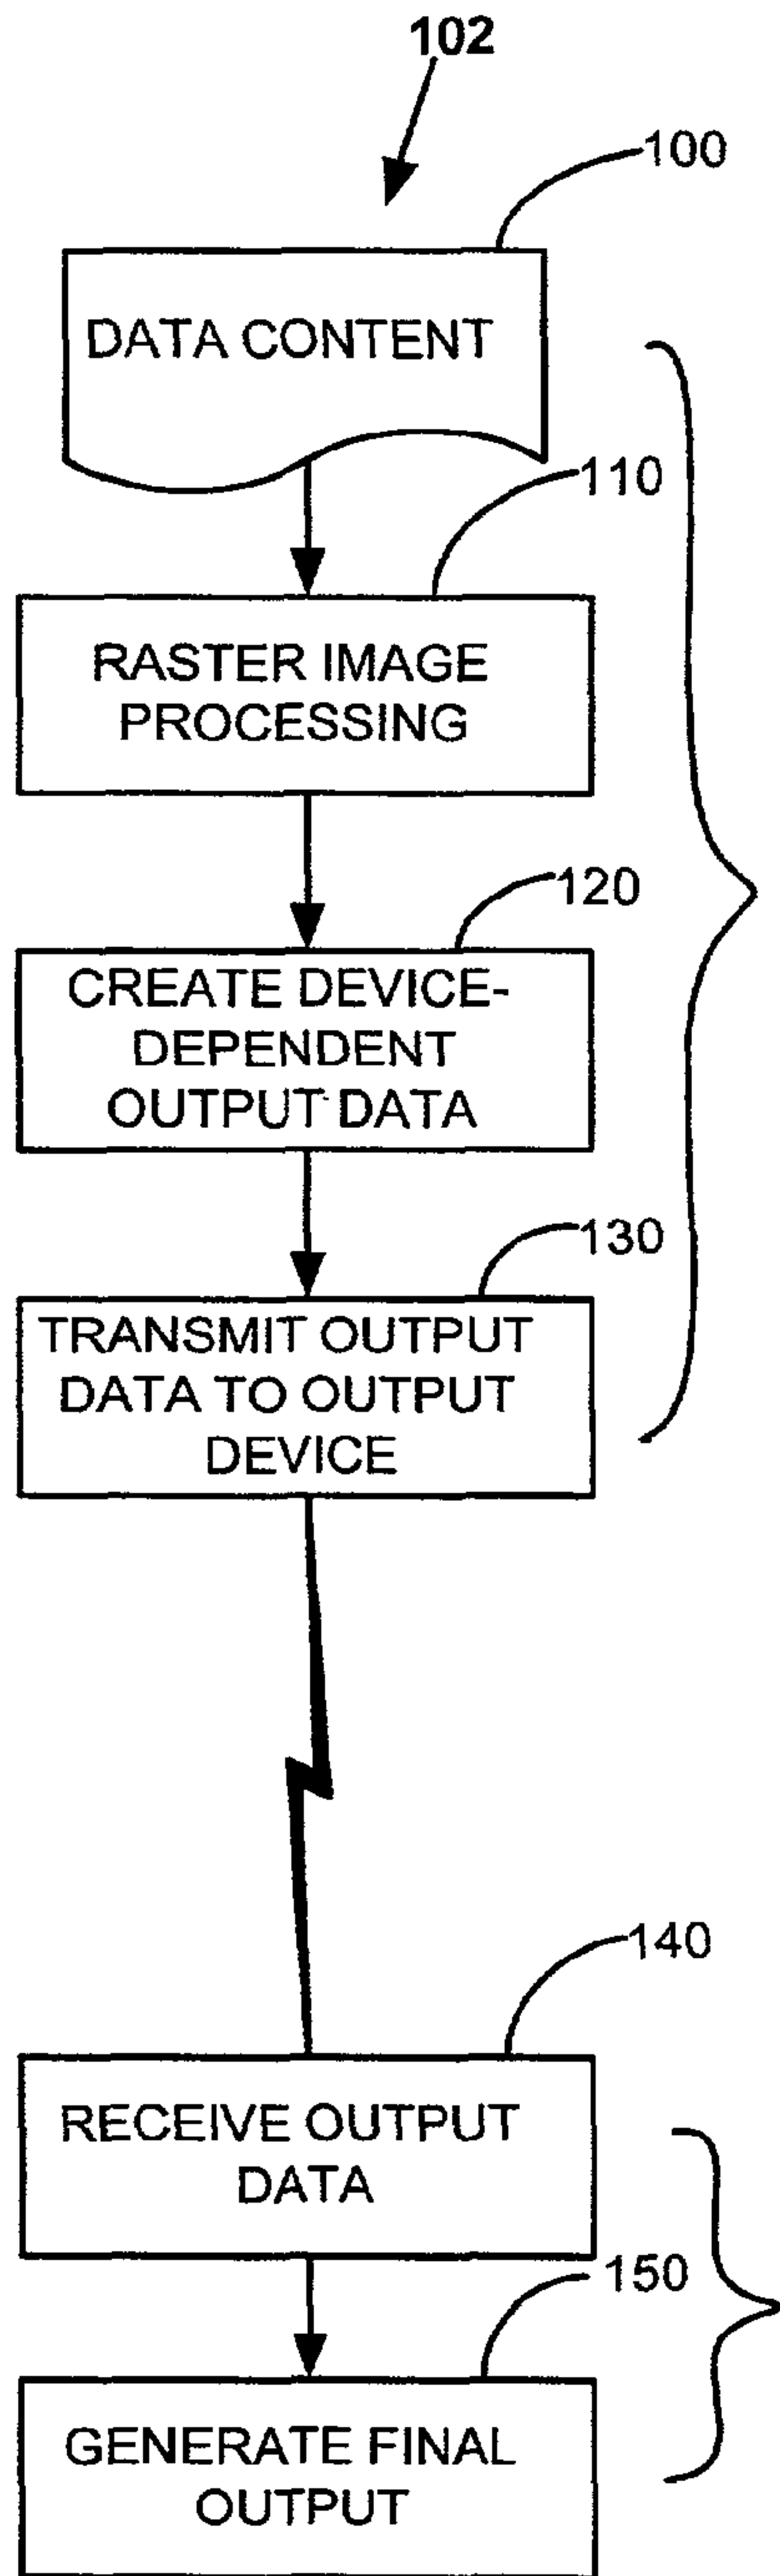 102
100
DATA CONTENT
110
RASTER IMAGE
PROCESSING
120
CREATE DEVICE-
DEPENDENT
OUTPUT DATA
130
TRANSMIT OUTPUT
DATA TO OUTPUT
DEVICE
140
RECEIVE OUTPUT
DATA
150
GENERATE FINAL
OUTPUT